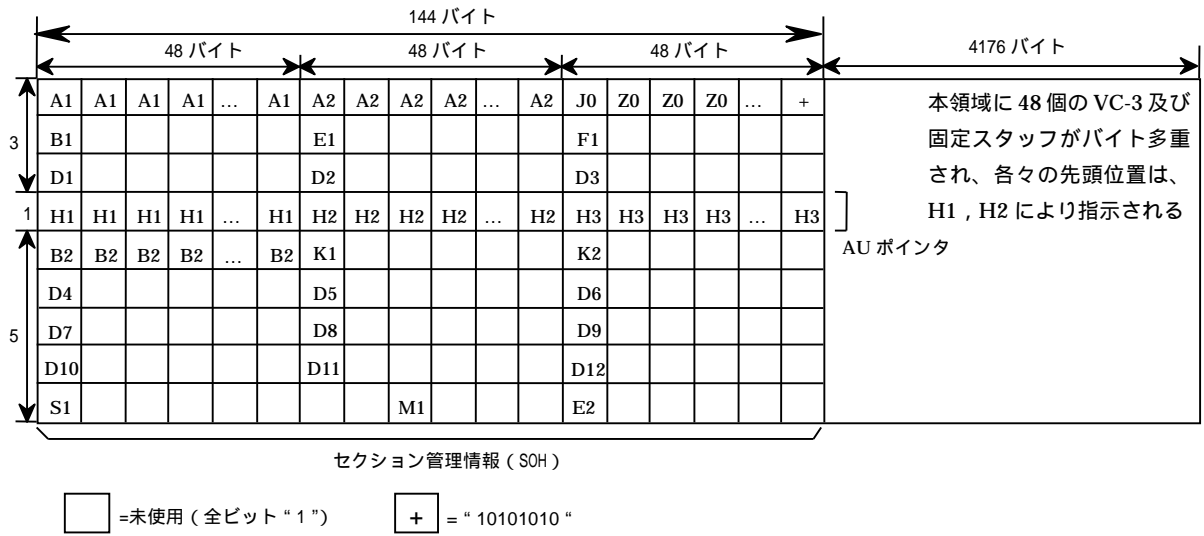 144 バイト
48 バイト 48 バイト 48 バイト 4176 バイト
A1 A1 A1 A1 … A1 A2 A2 A2 A2 … A2 J0 Z0 Z0 Z0 … +
3 B1 E1 F1
D1 D2 D3
1 H1 H1 H1 H1 … H1 H2 H2 H2 H2 … H2 H3 H3 H3 H3 … H3
B2 B2 B2 B2 … B2 K1 K2
D4 D5 D6
5 D7 D8 D9
D10 D11 D12
S1 M1 E2
本領域に 48 個の VC-3 及び
固定スタッフがバイト多重
され、各々の先頭位置は、
H1 , H2 により指示される
AU ポインタ
セクション管理情報（SOH）
=未使用（全ビット “ 1 ”） + = “ 10101010 “